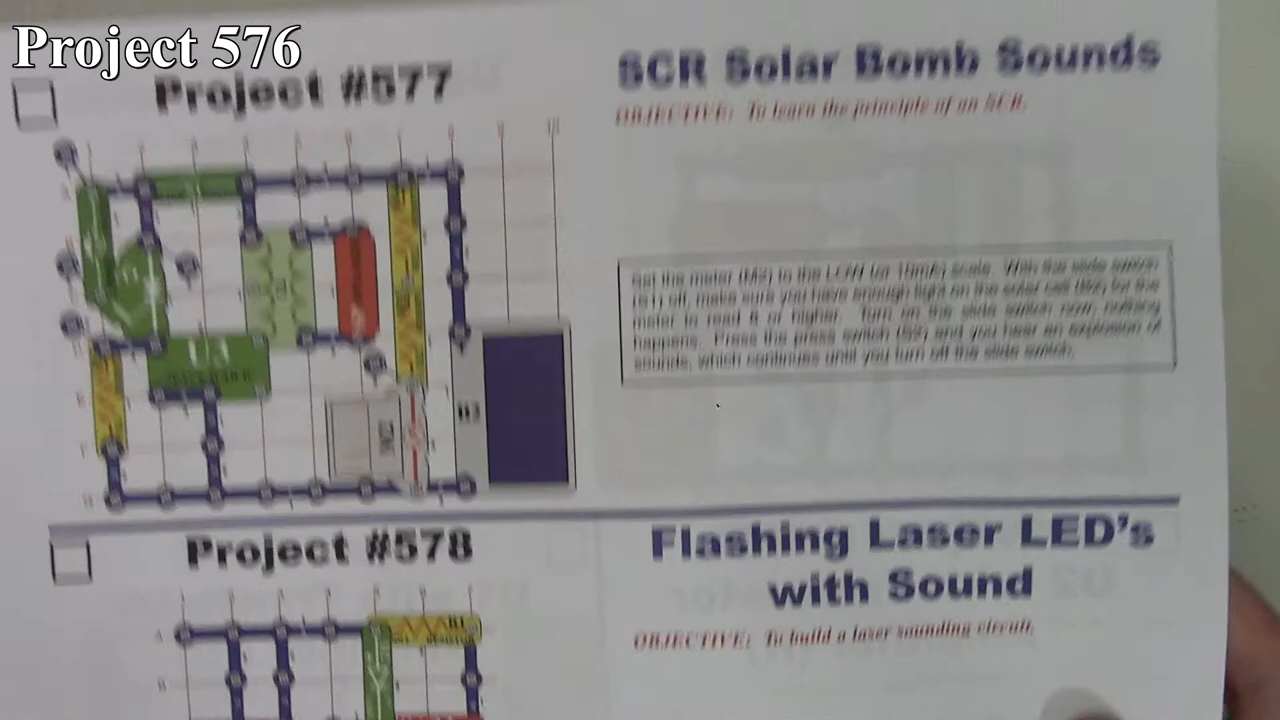 Project 576
Project #577
SCR Solar Bomb Sounds
OBJECTIVE: To learn the principle of an SCR.
Set the meter (M2) to the LOW (or 10mA) scale. With the slide switch
(S1) off, make sure you have enough light on the solar cell (B2) for the
meter to read 8 or higher. Turn on the slide switch now, nothing
happens. Press the press switch (S2) and you hear an explosion of
sounds, which continues until you turn off the slide switch.
Project #578
Flashing Laser LED's
with Sound
OBJECTIVE: To build a laser sounding circuit.